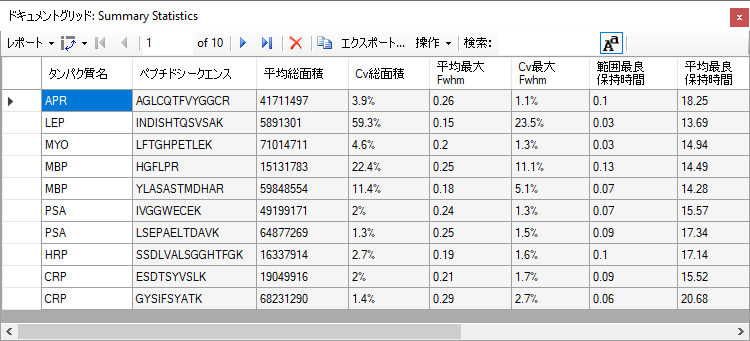 ドキュメントグリッド: Summary Statistics
レポート 1 of 10 エクスポート... 操作 検索: Aa
タンパク質名 ペプチドシークエンス 平均総面積 Cv総面積 平均最大 Fwhm Cv最大 Fwhm 範囲最良 保持時間 平均最良 保持時間
APR AGLCQTFVYGGCR 41711497 3.9% 0.26 1.1% 0.1 18.25
LEP INDISHTQSVSAK 5891301 59.3% 0.15 23.5% 0.03 13.69
MYO LFTGHPETLEK 71014711 4.6% 0.2 1.3% 0.03 14.94
MBP HGFLPR 15131783 22.4% 0.25 11.1% 0.13 14.49
MBP YLASASTMDHAR 59848554 11.4% 0.18 5.1% 0.07 14.28
PSA IVGGWECEK 49199171 2% 0.24 1.3% 0.07 15.57
PSA LSEPAELTDAVK 64877269 1.3% 0.25 1.5% 0.09 17.34
HRP SSDLVALSGGHTFGK 16337914 2.7% 0.19 1.6% 0.1 17.14
CRP ESDTSYVSLK 19049916 2% 0.21 1.7% 0.09 15.52
CRP GYSIFSYATK 68231290 1.4% 0.29 2.7% 0.06 20.68